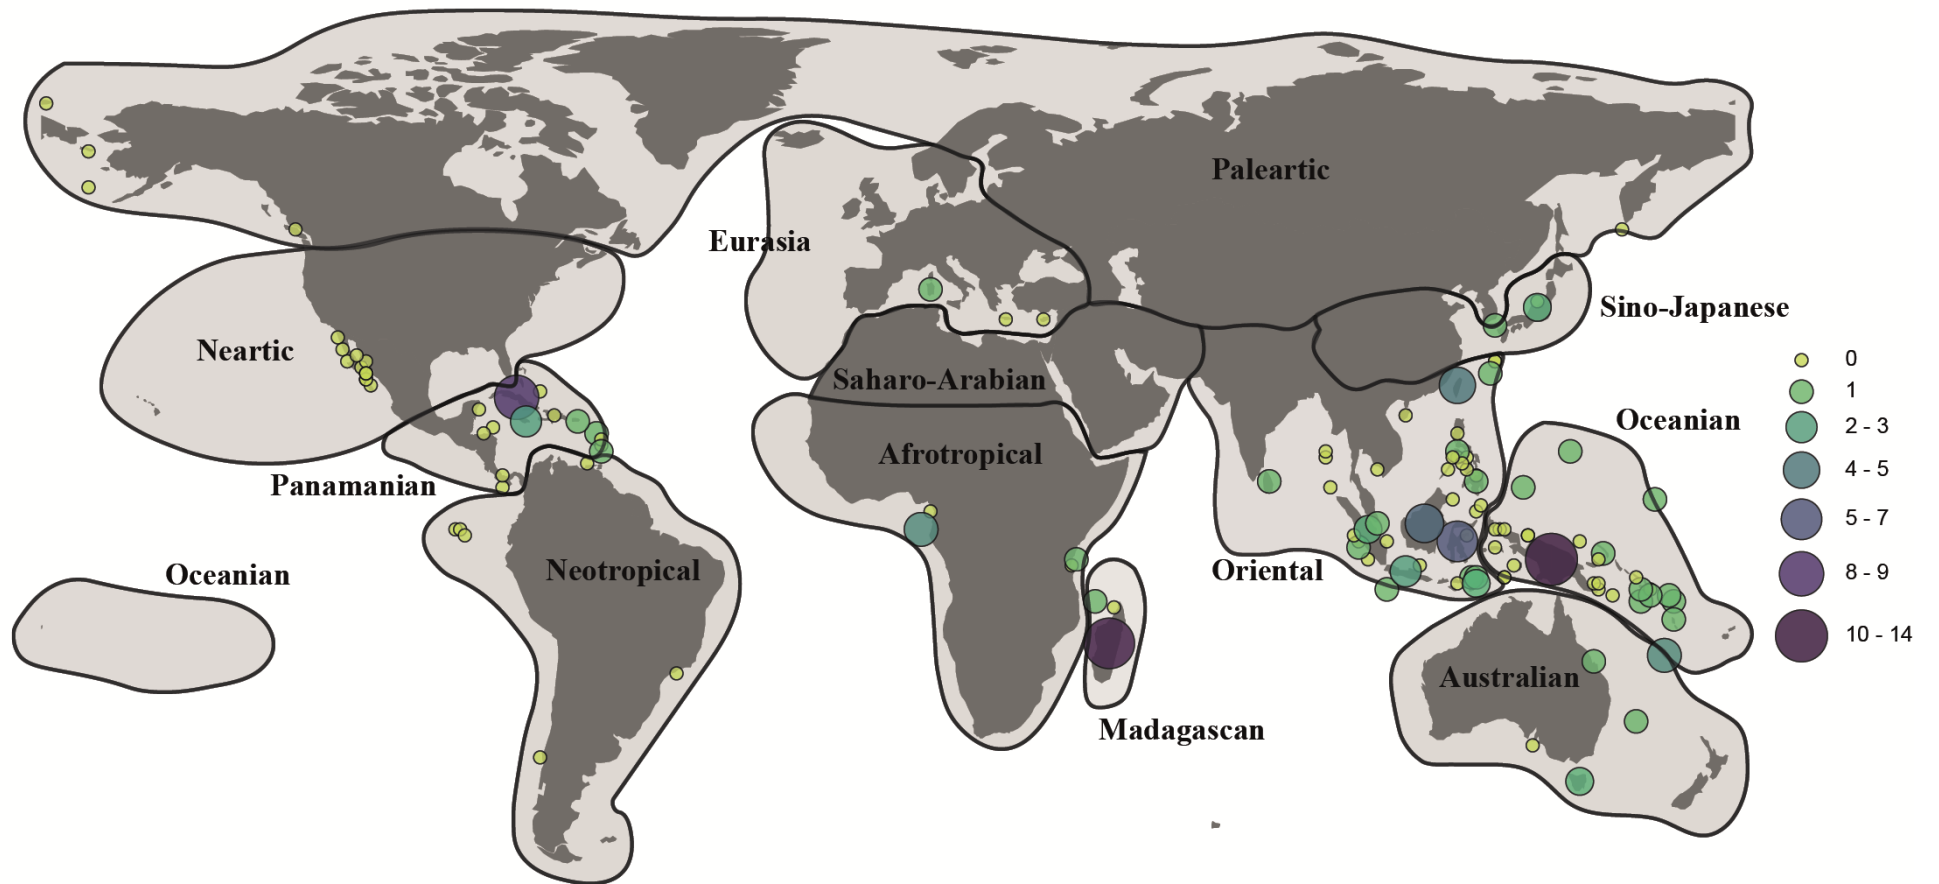 Paleartic
Eurasia
Sino-Japanese
Neartic
Saharo-Arabian
Oceanian
Afrotropical
Panamanian
Oceanian
Neotropical
Oriental
Australian
Madagascan
0
1
2 - 3
4 - 5
5 - 7
8 - 9
10 - 14